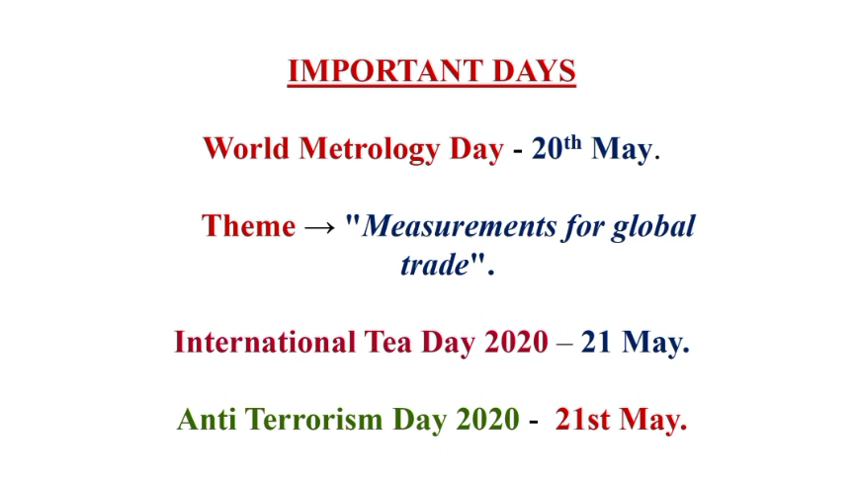 IMPORTANT DAYS
World Metrology Day - 20th May.
Theme → "Measurements for global
trade".
International Tea Day 2020 – 21 May.
Anti Terrorism Day 2020 - 21st May.